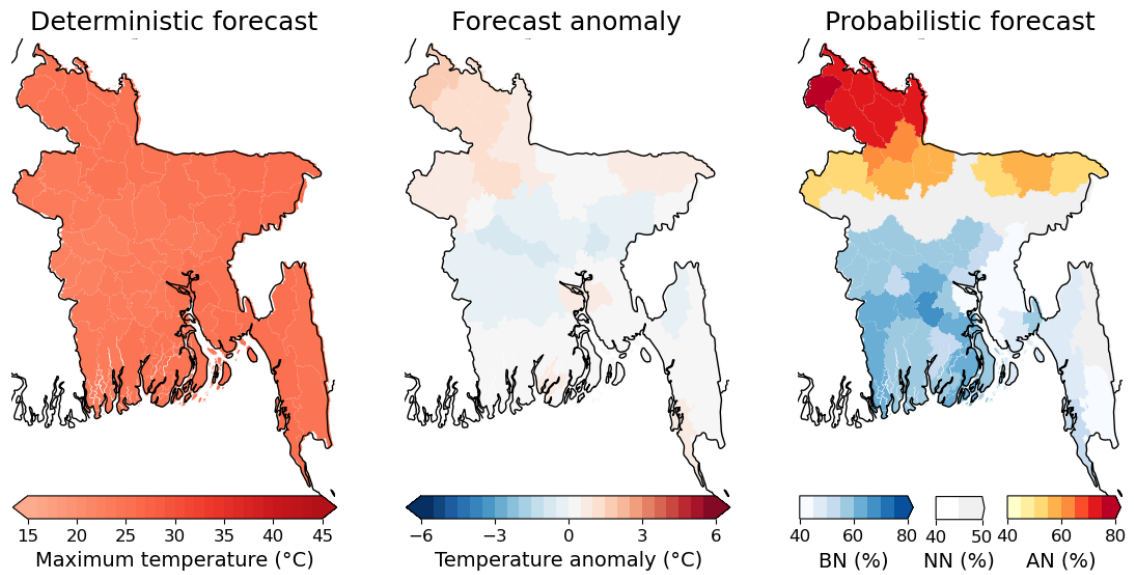 Deterministic forecast
Forecast anomaly
Probabilistic forecast
15 20 25 30 35 40 45
Maximum temperature (°C)
−6 −3 0 3 6
Temperature anomaly (°C)
40 60 80
BN (%)
40 50
NN (%)
40 60 80
AN (%)